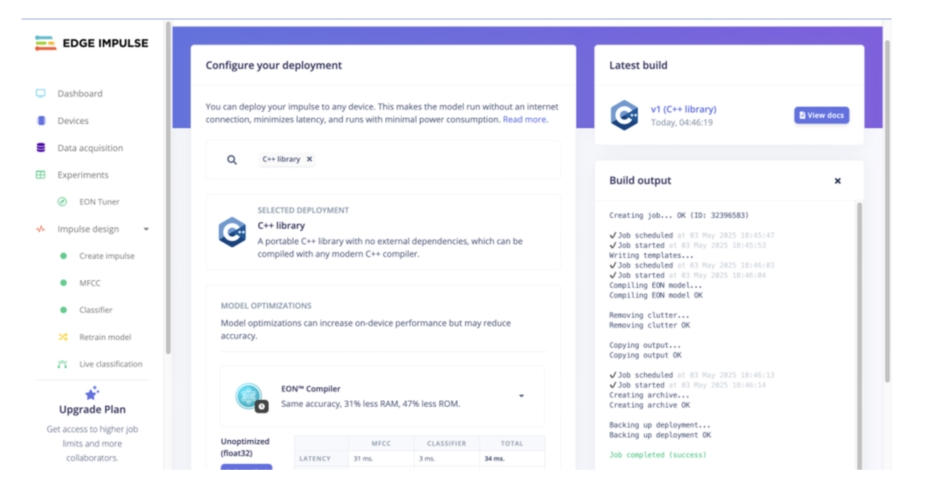 EDGE IMPULSE
Dashboard
Devices
Data acquisition
Experiments
EON Tuner
Impulse design
Create impulse
MFCC
Classifier
Retrain model
Live classification
Upgrade Plan
Get access to higher job
limits and more
collaborators.
Configure your deployment
You can deploy your impulse to any device. This makes the model run without an internet
connection, minimizes latency, and runs with minimal power consumption. Read more.
C++ library ×
SELECTED DEPLOYMENT
C++ library
A portable C++ library with no external dependencies, which can be
compiled with any modern C++ compiler.
MODEL OPTIMIZATIONS
Model optimizations can increase on-device performance but may reduce
accuracy.
EON™ Compiler
Same accuracy, 31% less RAM, 47% less ROM.
Unoptimized
(float32)
MFCC CLASSIFIER TOTAL
LATENCY 31 ms. 3 ms. 34 ms.
Latest build
v1 (C++ library)
Today, 04:46:19
View docs
Build output ×
Creating job... OK (ID: 32396583)
✓Job scheduled at 03 May 2025 18:45:47
✓Job started at 03 May 2025 18:45:53
Writing templates...
✓Job scheduled at 03 May 2025 18:46:03
✓Job started at 03 May 2025 18:46:04
Compiling EON model...
Compiling EON model OK
Removing clutter...
Removing clutter OK
Copying output...
Copying output OK
✓Job scheduled at 03 May 2025 18:46:13
✓Job started at 03 May 2025 18:46:14
Creating archive...
Creating archive OK
Backing up deployment...
Backing up deployment OK
Job completed (success)